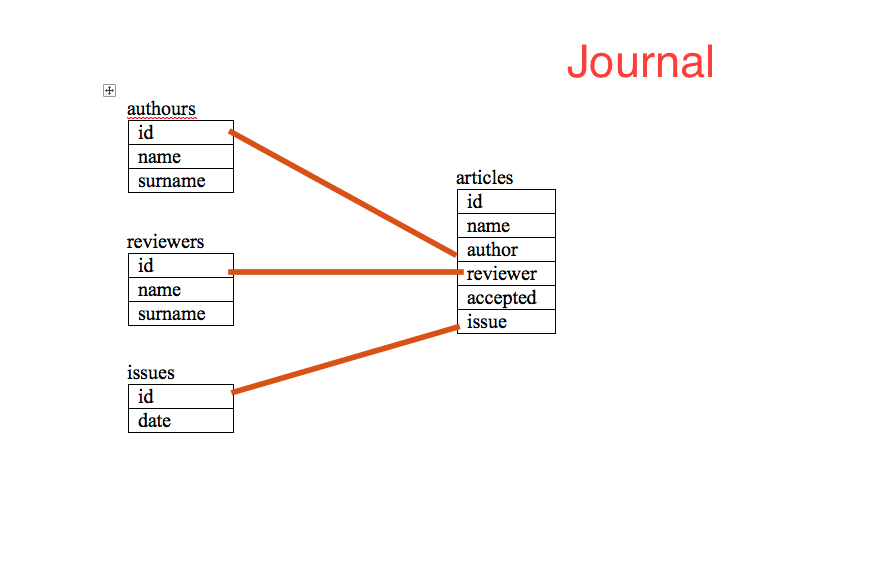 Journal
authours
id
name
surname
reviewers
id
name
surname
issues
id
date
articles
id
name
author
reviewer
accepted
issue